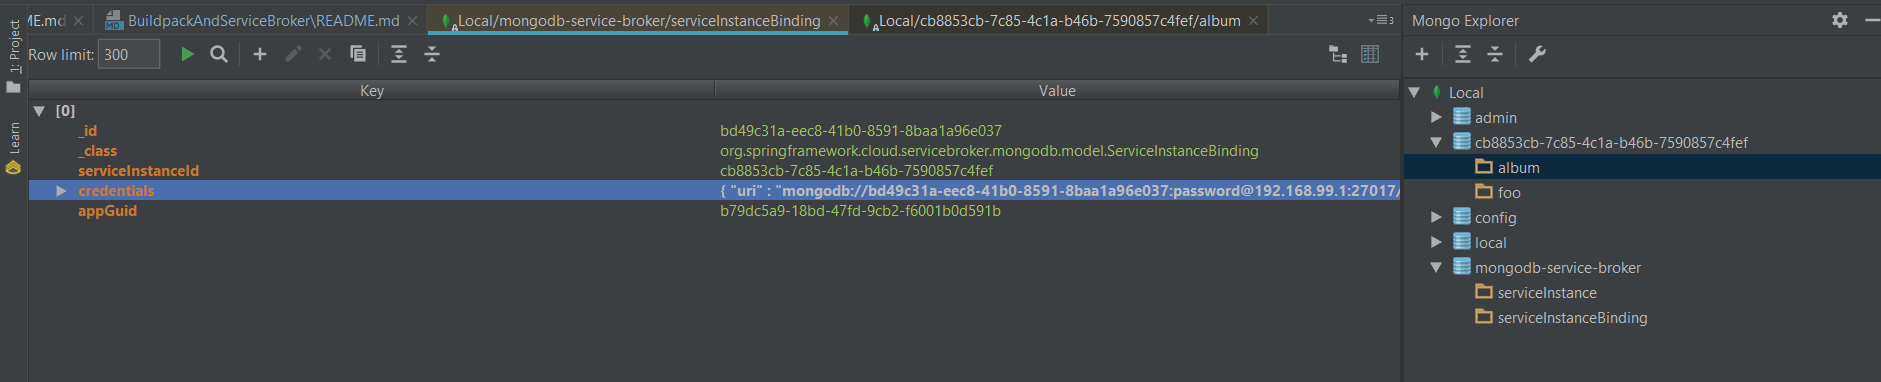 ME.md
BuildpackAndServiceBroker\README.md
Local/mongodb-service-broker/serviceInstanceBinding
Local/cb8853cb-7c85-4c1a-b46b-7590857c4fef/album
3
Mongo Explorer
1: Project
Learn
Row limit: 300
Key Value
[0]
_id bd49c31a-eec8-41b0-8591-8baa1a96e037
_class org.springframework.cloud.servicebroker.mongodb.model.ServiceInstanceBinding
serviceInstanceId cb8853cb-7c85-4c1a-b46b-7590857c4fef
credentials { "uri" : "mongodb://bd49c31a-eec8-41b0-8591-8baa1a96e037:password@192.168.99.1:27017/
appGuid b79dc5a9-18bd-47fd-9cb2-f6001b0d591b
Local
admin
cb8853cb-7c85-4c1a-b46b-7590857c4fef
album
foo
config
local
mongodb-service-broker
serviceInstance
serviceInstanceBinding